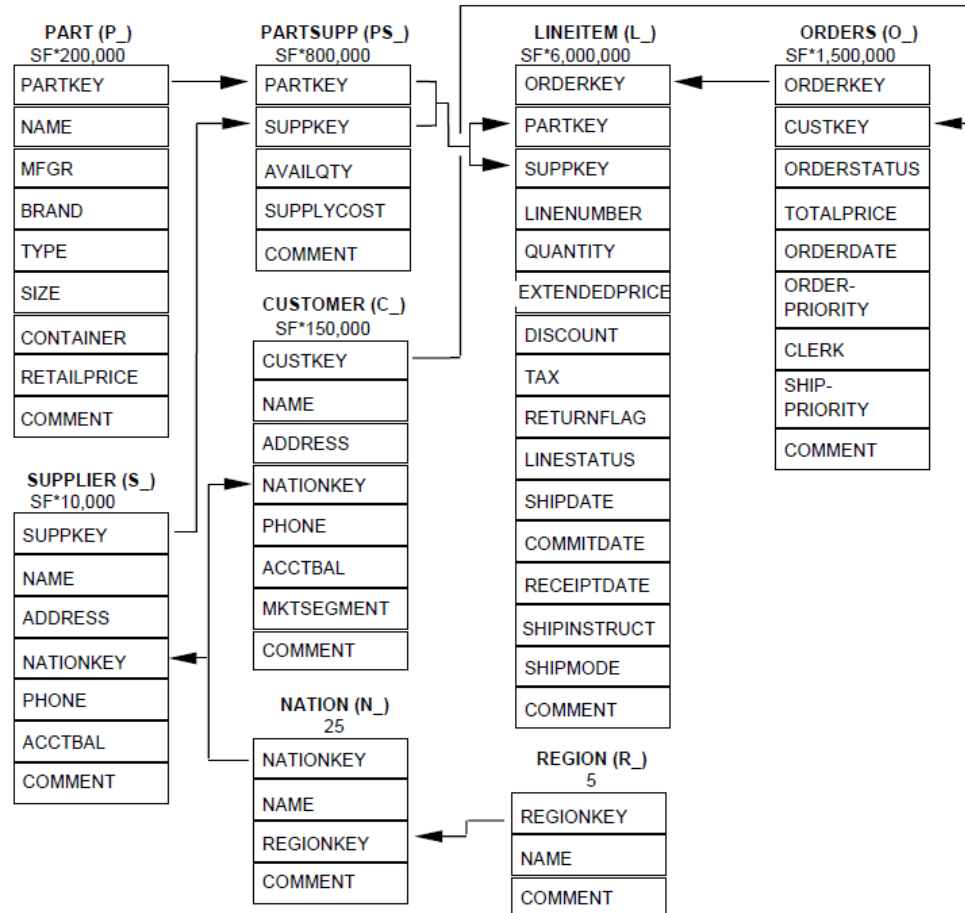 PART (P_)
SF*200,000
PARTKEY
NAME
MFGR
BRAND
TYPE
SIZE
CONTAINER
RETAILPRICE
COMMENT
SUPPLIER (S_)
SF*10,000
SUPPKEY
NAME
ADDRESS
NATIONKEY
PHONE
ACCTBAL
COMMENT
PARTSUPP (PS_)
SF*800,000
PARTKEY
SUPPKEY
AVAILQTY
SUPPLYCOST
COMMENT
CUSTOMER (C_)
SF*150,000
CUSTKEY
NAME
ADDRESS
NATIONKEY
PHONE
ACCTBAL
MKTSEGMENT
COMMENT
NATION (N_)
25
NATIONKEY
NAME
REGIONKEY
COMMENT
LINEITEM (L_)
SF*6,000,000
ORDERKEY
PARTKEY
SUPPKEY
LINENUMBER
QUANTITY
EXTENDEDPRICE
DISCOUNT
TAX
RETURNFLAG
LINESTATUS
SHIPDATE
COMMITDATE
RECEIPTDATE
SHIPINSTRUCT
SHIPMODE
COMMENT
REGION (R_)
5
REGIONKEY
NAME
COMMENT
ORDERS (O_)
SF*1,500,000
ORDERKEY
CUSTKEY
ORDERSTATUS
TOTALPRICE
ORDERDATE
ORDER-
PRIORITY
CLERK
SHIP-
PRIORITY
COMMENT